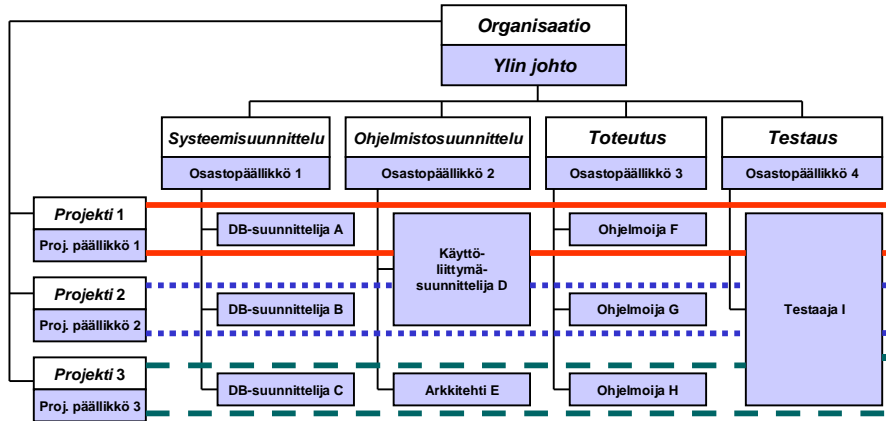 Organisaatio
Ylin johto
Systeemisuunnittelu
Osastopäällikkö 1
Ohjelmistosuunnittelu
Osastopäällikkö 2
Toteutus
Osastopäällikkö 3
Testaus
Osastopäällikkö 4
Projekti 1
Proj. päällikkö 1
DB-suunnittelija A
Käyttö-
liittymä-
suunnittelija D
Ohjelmoija F
Projekti 2
Proj. päällikkö 2
DB-suunnittelija B
Ohjelmoija G
Testaaja I
Projekti 3
Proj. päällikkö 3
DB-suunnittelija C
Arkkitehti E
Ohjelmoija H